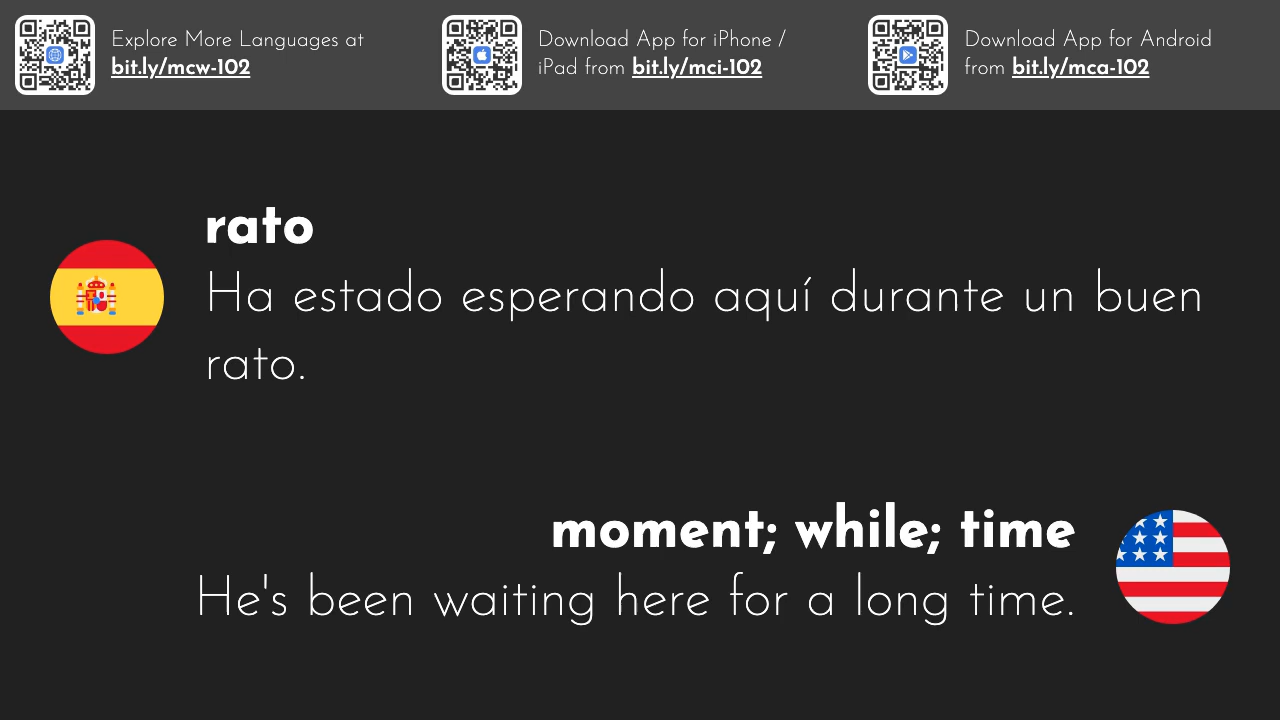 Explore More Languages at
bit.ly/mcw-102
Download App for iPhone /
iPad from bit.ly/mci-102
Download App for Android
from bit.ly/mca-102
rato
Ha estado esperando aquí durante un buen
rato.
moment; while; time
He's been waiting here for a long time.